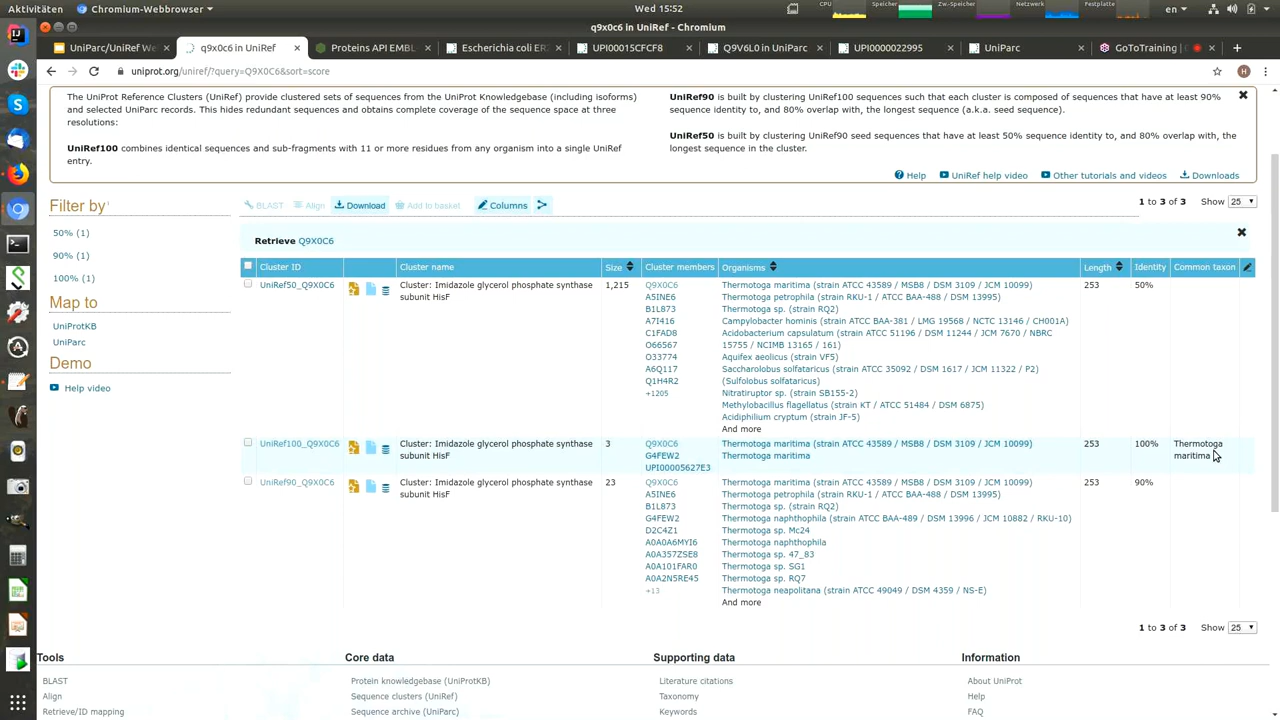 Aktivitäten Chromium-Webbrowser Wed 15:52 CPU Speicher Zw.-Speicher Netzwerk Festplatte en
q9x0c6 in UniRef - Chromium
UniParc/UniRef We × q9x0c6 in UniRef × Proteins API EMBL × Escherichia coli ER2 × UPI00015CFCF8 × Q9V6L0 in UniParc × UPI0000022995 × UniParc × GoToTraining | × +
uniprot.org/uniref/?query=Q9X0C6&sort=score H
The UniProt Reference Clusters (UniRef) provide clustered sets of sequences from the UniProt Knowledgebase (including isoforms)
and selected UniParc records. This hides redundant sequences and obtains complete coverage of the sequence space at three
resolutions:
UniRef100 combines identical sequences and sub-fragments with 11 or more residues from any organism into a single UniRef
entry.
UniRef90 is built by clustering UniRef100 sequences such that each cluster is composed of sequences that have at least 90%
sequence identity to, and 80% overlap with, the longest sequence (a.k.a. seed sequence).
UniRef50 is built by clustering UniRef90 seed sequences that have at least 50% sequence identity to, and 80% overlap with, the
longest sequence in the cluster.
Help UniRef help video Other tutorials and videos Downloads
Filter by
50% (1)
90% (1)
100% (1)
Map to
UniProtKB
UniParc
Demo
Help video
BLAST Align Download Add to basket Columns 1 to 3 of 3 Show 25
Retrieve Q9X0C6
Cluster ID Cluster name Size Cluster members Organisms Length Identity Common taxon
UniRef50_Q9X0C6 Cluster: Imidazole glycerol phosphate synthase 1,215 Q9X0C6 Thermotoga maritima (strain ATCC 43589 / MSB8 / DSM 3109 / JCM 10099) 253 50%
subunit HisF A5INE6 Thermotoga petrophila (strain RKU-1 / ATCC BAA-488 / DSM 13995)
B1L873 Thermotoga sp. (strain RQ2)
A7I416 Campylobacter hominis (strain ATCC BAA-381 / LMG 19568 / NCTC 13146 / CH001A)
C1FAD8 Acidobacterium capsulatum (strain ATCC 51196 / DSM 11244 / JCM 7670 / NBRC
O66567 15755 / NCIMB 13165 / 161)
O33774 Aquifex aeolicus (strain VF5)
A6Q117 Saccharolobus solfataricus (strain ATCC 35092 / DSM 1617 / JCM 11322 / P2)
Q1H4R2 (Sulfolobus solfataricus)
+1205 Nitratiruptor sp. (strain SB155-2)
Methylobacillus flagellatus (strain KT / ATCC 51484 / DSM 6875)
Acidiphilium cryptum (strain JF-5)
And more
UniRef100_Q9X0C6 Cluster: Imidazole glycerol phosphate synthase 3 Q9X0C6 Thermotoga maritima (strain ATCC 43589 / MSB8 / DSM 3109 / JCM 10099) 253 100% Thermotoga
subunit HisF G4FEW2 Thermotoga maritima maritima
UPI00005627E3
UniRef90_Q9X0C6 Cluster: Imidazole glycerol phosphate synthase 23 Q9X0C6 Thermotoga maritima (strain ATCC 43589 / MSB8 / DSM 3109 / JCM 10099) 253 90%
subunit HisF A5INE6 Thermotoga petrophila (strain RKU-1 / ATCC BAA-488 / DSM 13995)
B1L873 Thermotoga sp. (strain RQ2)
G4FEW2 Thermotoga naphthophila (strain ATCC BAA-489 / DSM 13996 / JCM 10882 / RKU-10)
D2C4Z1 Thermotoga sp. Mc24
A0A0A6MYI6 Thermotoga naphthophila
A0A357ZSE8 Thermotoga sp. 47_83
A0A101FAR0 Thermotoga sp. SG1
A0A2N5RE45 Thermotoga sp. RQ7
+13 Thermotoga neapolitana (strain ATCC 49049 / DSM 4359 / NS-E)
And more
1 to 3 of 3 Show 25
Tools Core data Supporting data Information
BLAST Protein knowledgebase (UniProtKB) Literature citations About UniProt
Align Sequence clusters (UniRef) Taxonomy Help
Retrieve/ID mapping Sequence archive (UniParc) Keywords FAQ